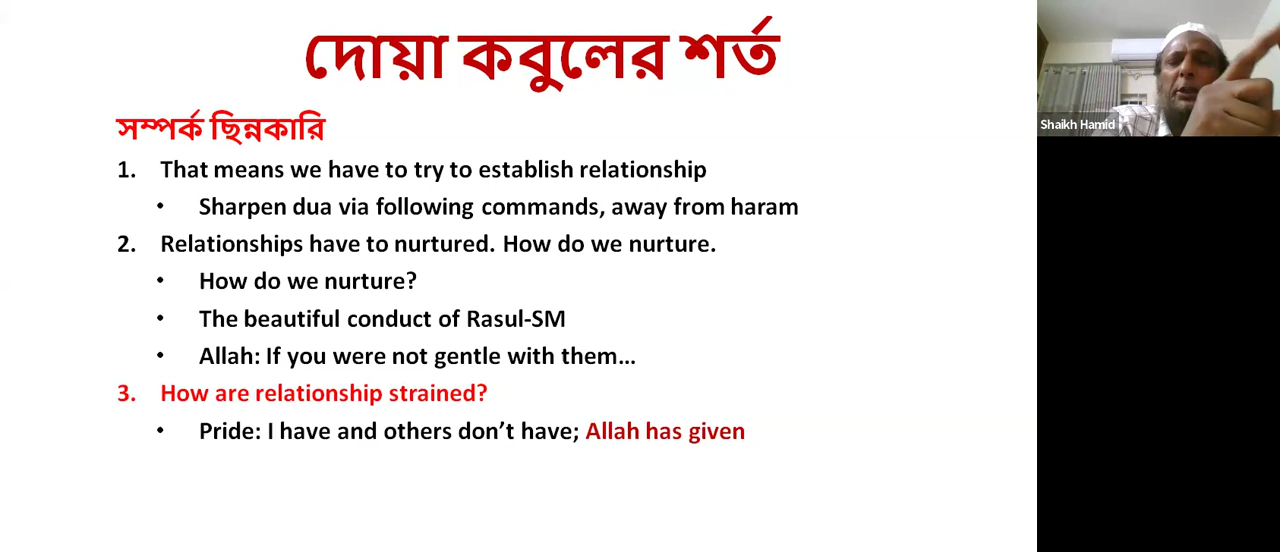 দোয়া কবুলের শর্ত
সম্পর্ক ছিন্নকারি
1. That means we have to try to establish relationship
• Sharpen dua via following commands, away from haram
2. Relationships have to nurtured. How do we nurture.
• How do we nurture?
• The beautiful conduct of Rasul-SM
• Allah: If you were not gentle with them…
3. How are relationship strained?
• Pride: I have and others don’t have; Allah has given
Shaikh Hamid